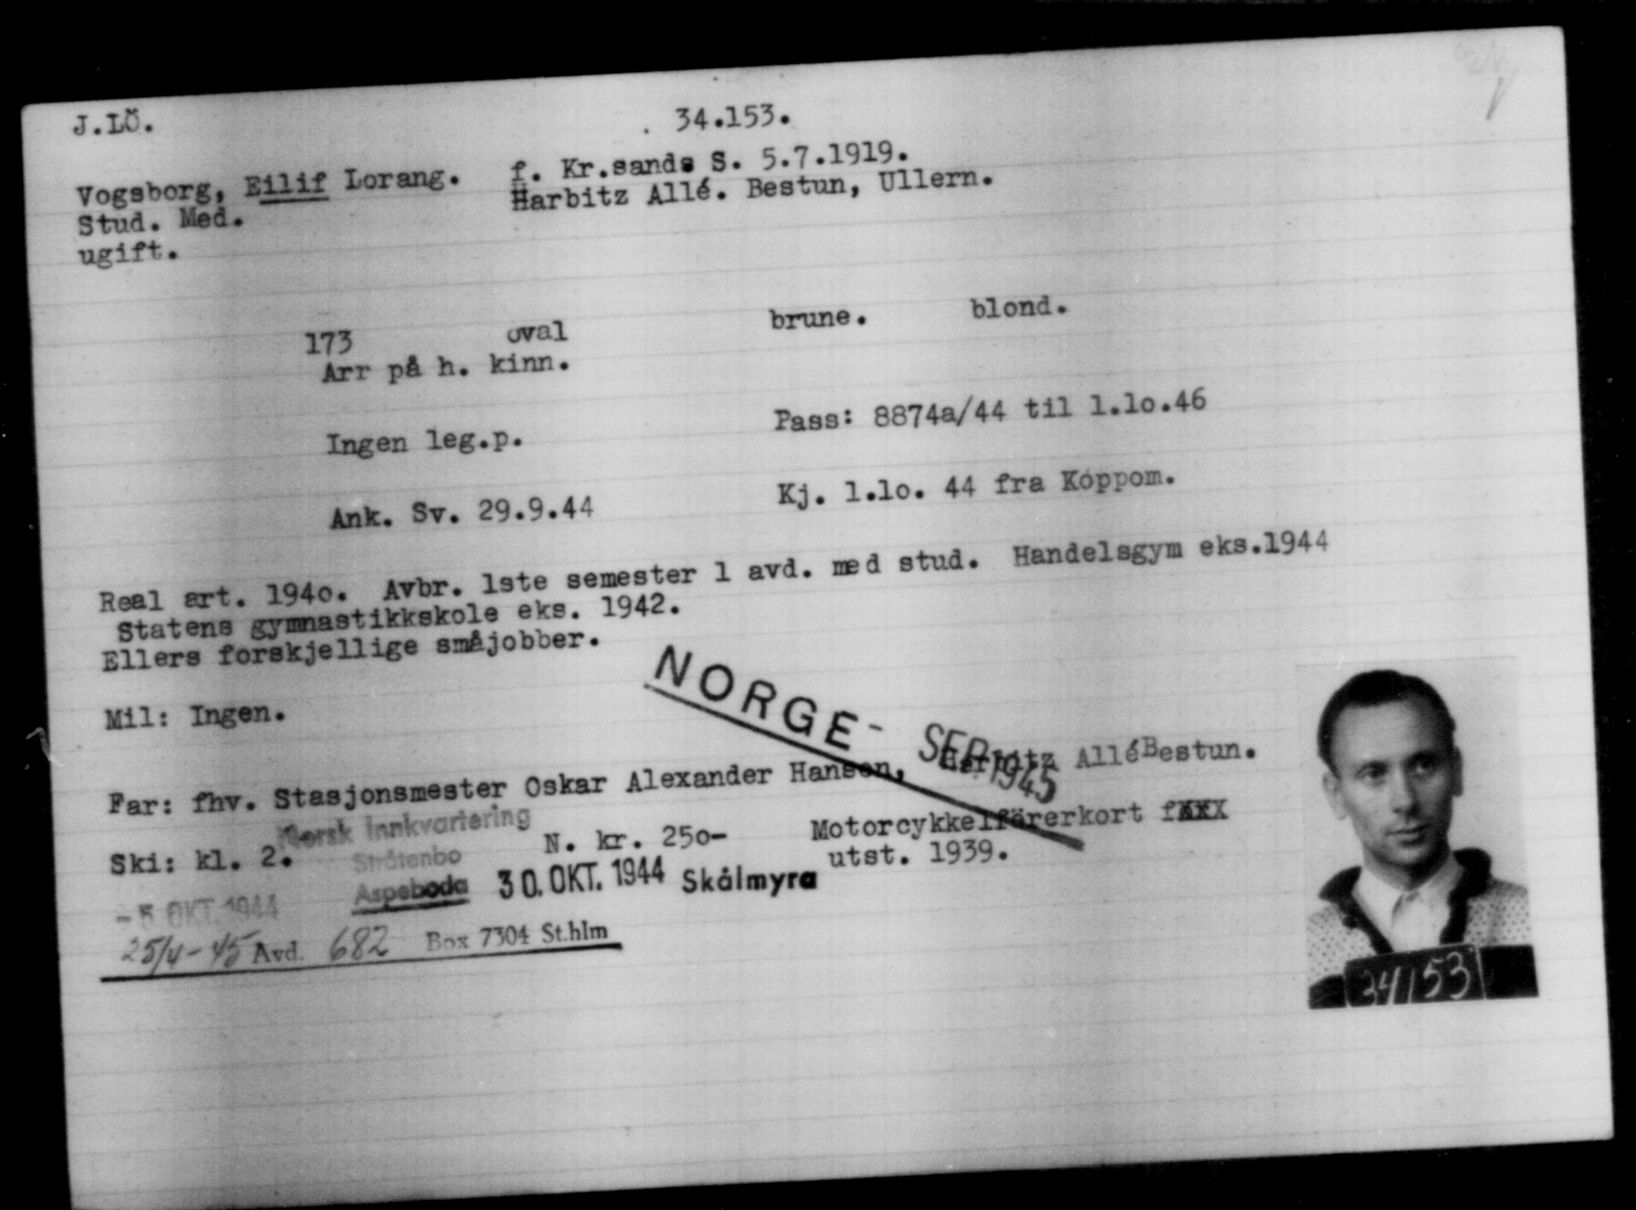 J.LÖ.
34.153.
Vogsborg, Eilif Lorang. f. Kr.sands S. 5.7.1919.
Stud. Med. Harbitz Allé. Bestun, Ullern.
ugift.
173 oval brune. blond.
Arr på h. kinn.
Ingen leg.p. Pass: 8874a/44 til 1.1o.46
Ank. Sv. 29.9.44 Kj. 1.1o. 44 fra Koppom.
Real art. 194o. Avbr. 1ste semester 1 avd. med stud. Handelsgym eks.1944
Statens gymnastikkskole eks. 1942.
Ellers forskjellige småjobber.
Mil: Ingen.
NORGE - SEP. 1945
Far: fhv. Stasjonsmester Oskar Alexander Hansen, Harbitz Allé Bestun.
Norsk Innkvartering
Ski: kl. 2. N. kr. 25o- Motorcykkelförerkort fXXX
Stråtenbo utst. 1939.
Aspeboda 30. OKT. 1944 Skålmyra
- 5 OKT. 1944
25/4-45 Avd. 682 Box 7304 St.hlm
34153